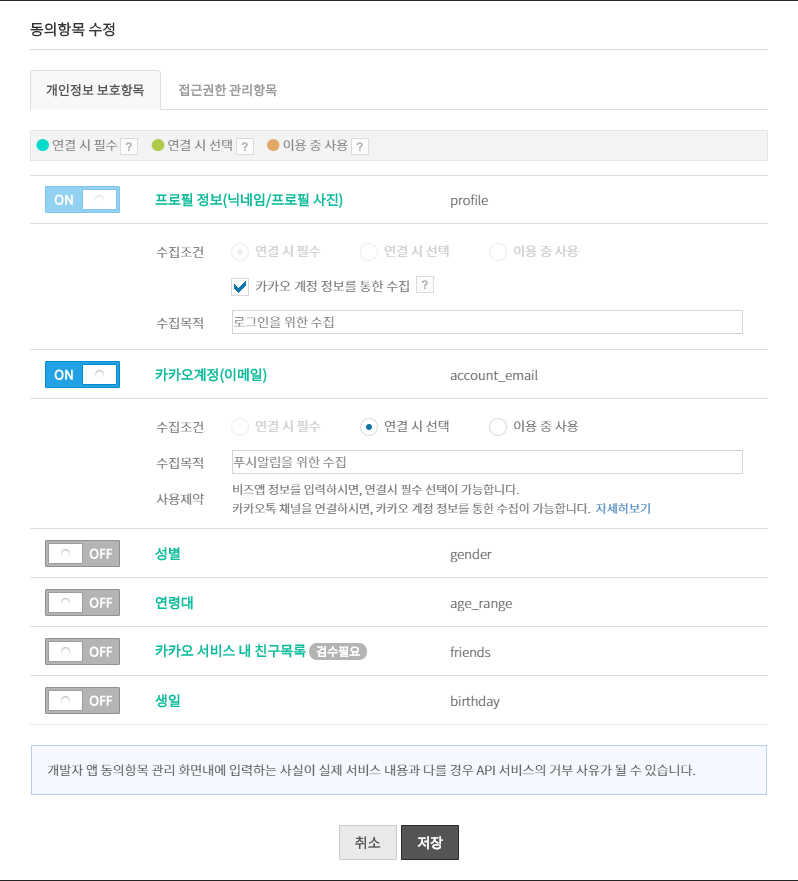 동의항목 수정
개인정보 보호항목 접근권한 관리항목
연결 시 필수 ? 연결 시 선택 ? 이용 중 사용 ?
ON 프로필 정보(닉네임/프로필 사진) profile
수집조건 연결 시 필수 연결 시 선택 이용 중 사용
카카오 계정 정보를 통한 수집 ?
수집목적 로그인을 위한 수집
ON 카카오계정(이메일) account_email
수집조건 연결 시 필수 연결 시 선택 이용 중 사용
수집목적 푸시알림을 위한 수집
사용제약 비즈앱 정보를 입력하시면, 연결시 필수 선택이 가능합니다.
카카오톡 채널을 연결하시면, 카카오 계정 정보를 통한 수집이 가능합니다. 자세히보기
OFF 성별 gender
OFF 연령대 age_range
OFF 카카오 서비스 내 친구목록 검수필요 friends
OFF 생일 birthday
개발자 앱 동의항목 관리 화면내에 입력하는 사실이 실제 서비스 내용과 다를 경우 API 서비스의 거부 사유가 될 수 있습니다.
취소 저장